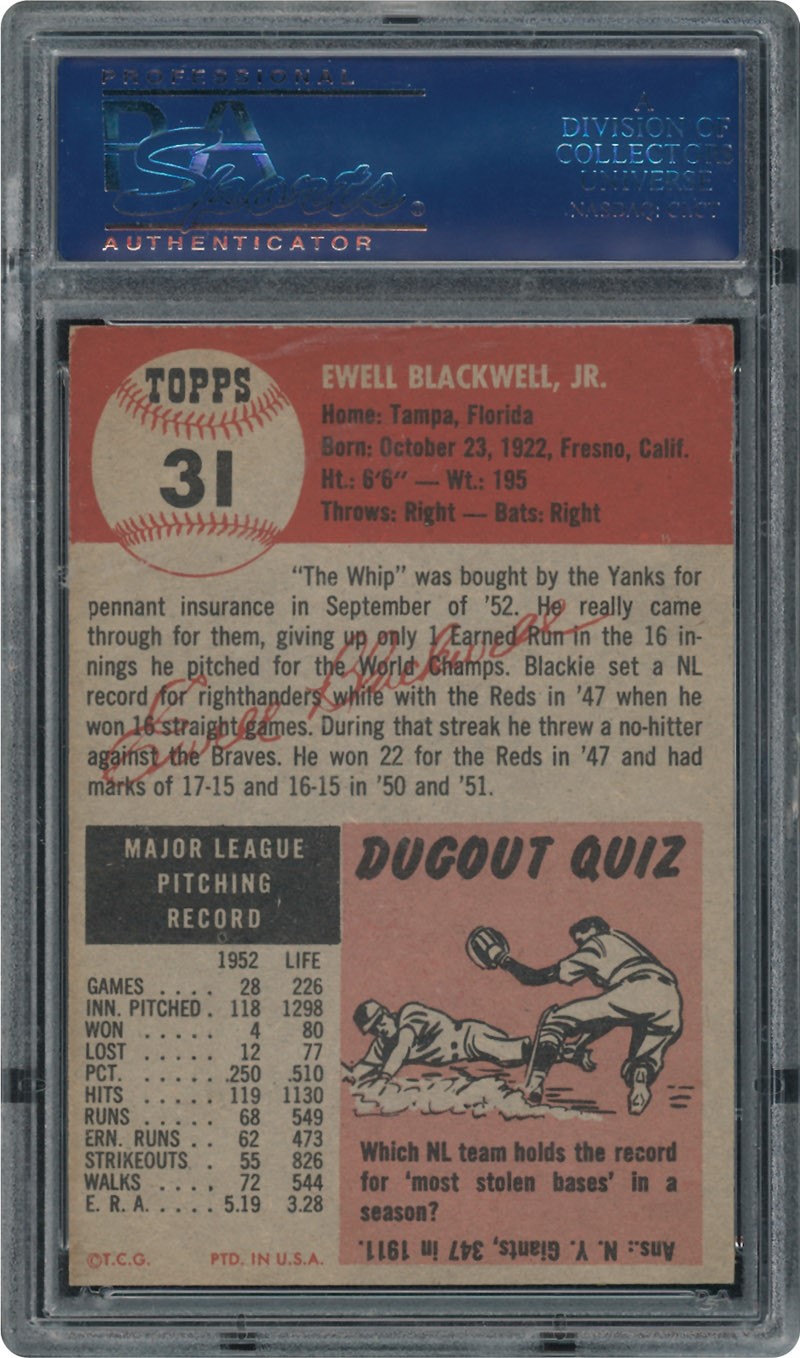 PROFESSIONAL
PSA
Sports ®
AUTHENTICATOR
A
DIVISION OF
COLLECTORS
UNIVERSE
NASDAQ: CLCT
TOPPS
31
EWELL BLACKWELL, JR.
Home: Tampa, Florida
Born: October 23, 1922, Fresno, Calif.
Ht.: 6'6" — Wt.: 195
Throws: Right — Bats: Right
"The Whip" was bought by the Yanks for
pennant insurance in September of '52. He really came
through for them, giving up only 1 Earned Run in the 16 in-
nings he pitched for the World Champs. Blackie set a NL
record for righthanders while with the Reds in '47 when he
won 16 straight games. During that streak he threw a no-hitter
against the Braves. He won 22 for the Reds in '47 and had
marks of 17-15 and 16-15 in '50 and '51.
Ewell Blackwell
MAJOR LEAGUE
PITCHING
RECORD
1952 LIFE
GAMES .... 28 226
INN. PITCHED . 118 1298
WON ..... 4 80
LOST ..... 12 77
PCT. ...... .250 .510
HITS ..... 119 1130
RUNS ..... 68 549
ERN. RUNS .. 62 473
STRIKEOUTS . 55 826
WALKS .... 72 544
E. R. A. ..... 5.19 3.28
©T.C.G. PTD. IN U.S.A.
DUGOUT QUIZ
Which NL team holds the record
for 'most stolen bases' in a
season?
Ans.: N. Y. Giants, 347 in 1911.